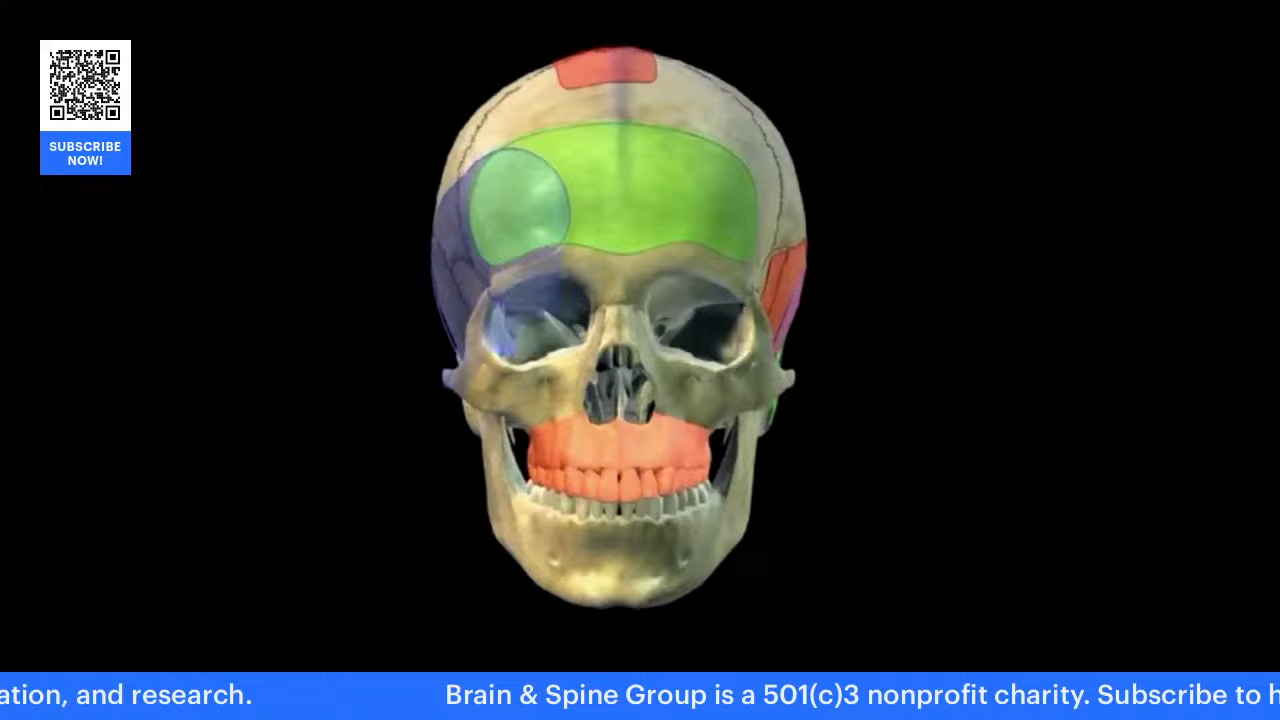 SUBSCRIBE
NOW!
ation, and research. Brain & Spine Group is a 501(c)3 nonprofit charity. Subscribe to h